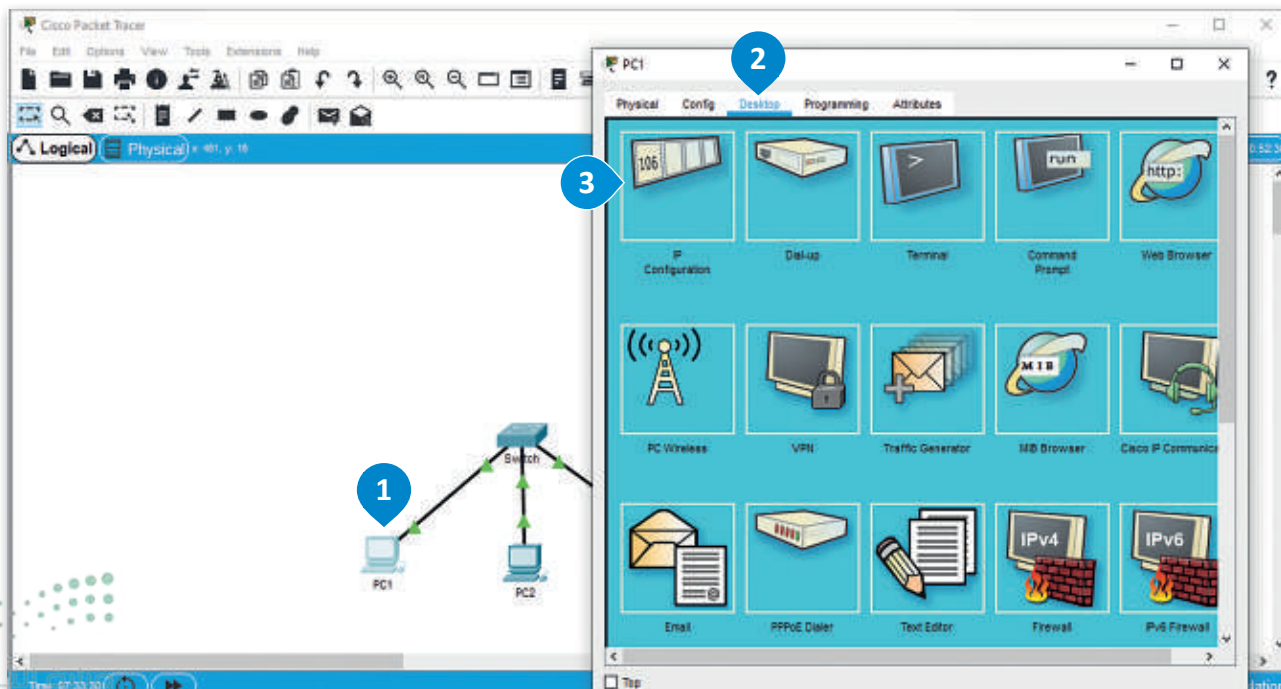 Cisco Packet Tracer
File Edit Options View Tools Extensions Help
?
Logical Physical x: 481, y: 18
PC1
2
Physical Config Desktop Programming Attributes
3
106
>
run
http:
IP Configuration
Dial-up
Terminal
Command Prompt
Web Browser
MIB
PC Wireless
VPN
Traffic Generator
MIB Browser
Cisco IP Communica
IPv4
IPv6
Email
PPPoE Dialer
Text Editor
Firewall
IPv6 Firewall
Top
Switch
1
PC1
PC2